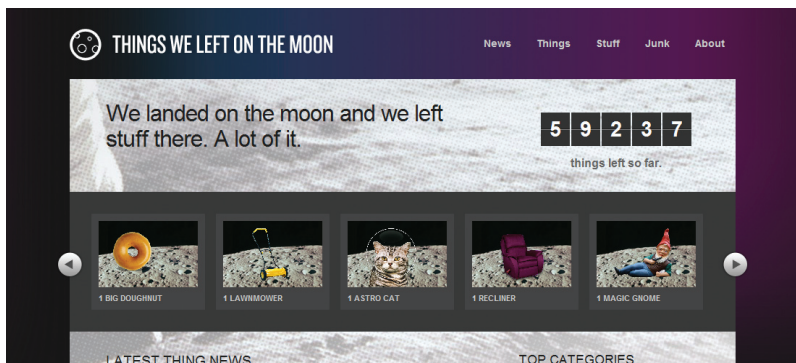 THINGS WE LEFT ON THE MOON
News Things Stuff Junk About
We landed on the moon and we left
stuff there. A lot of it.
5 9 2 3 7
things left so far.
1 BIG DOUGHNUT
1 LAWNMOWER
1 ASTRO CAT
1 RECLINER
1 MAGIC GNOME
LATEST THING NEWS
TOP CATEGORIES